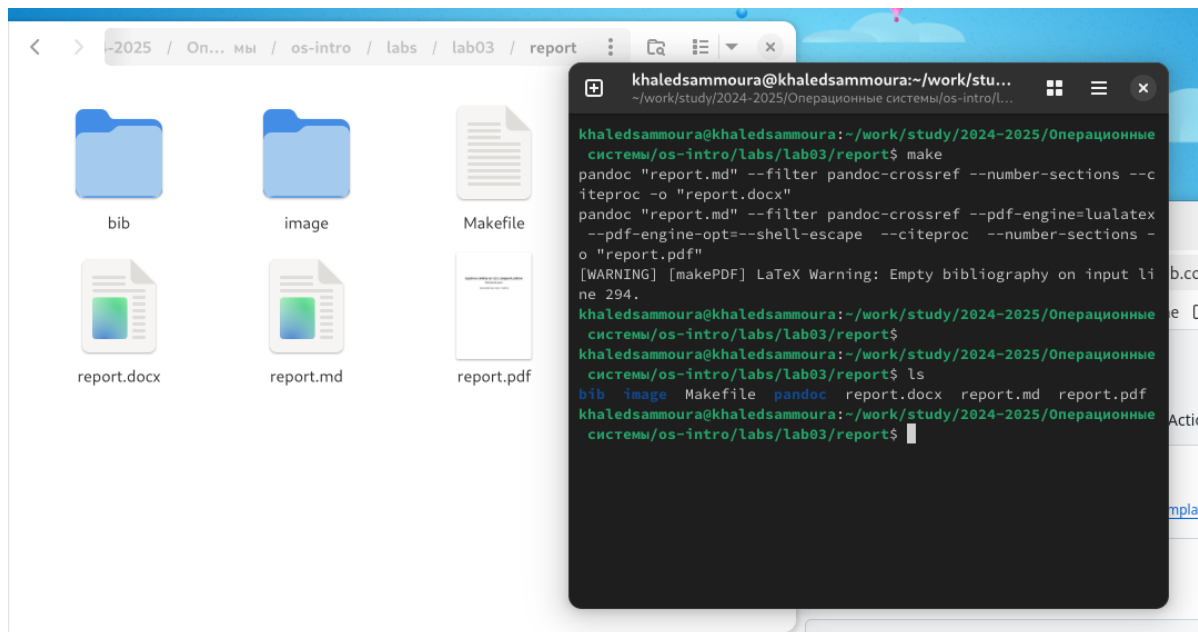 -2025 / Оп... мы / os-intro / labs / lab03 / report
bib
image
Makefile
report.docx
report.md
report.pdf
khaledsammoura@khaledsammoura:~/work/stu...
~/work/study/2024-2025/Операционные системы/os-intro/l...
khaledsammoura@khaledsammoura:~/work/study/2024-2025/Операционные
системы/os-intro/labs/lab03/report$ make
pandoc "report.md" --filter pandoc-crossref --number-sections --c
iteproc -o "report.docx"
pandoc "report.md" --filter pandoc-crossref --pdf-engine=lualatex
--pdf-engine-opt=--shell-escape --citeproc --number-sections -
o "report.pdf"
[WARNING] [makePDF] LaTeX Warning: Empty bibliography on input li
ne 294.
khaledsammoura@khaledsammoura:~/work/study/2024-2025/Операционные
системы/os-intro/labs/lab03/report$
khaledsammoura@khaledsammoura:~/work/study/2024-2025/Операционные
системы/os-intro/labs/lab03/report$ ls
bib image Makefile pandoc report.docx report.md report.pdf
khaledsammoura@khaledsammoura:~/work/study/2024-2025/Операционные
системы/os-intro/labs/lab03/report$
b.co
e
Actio
mpla